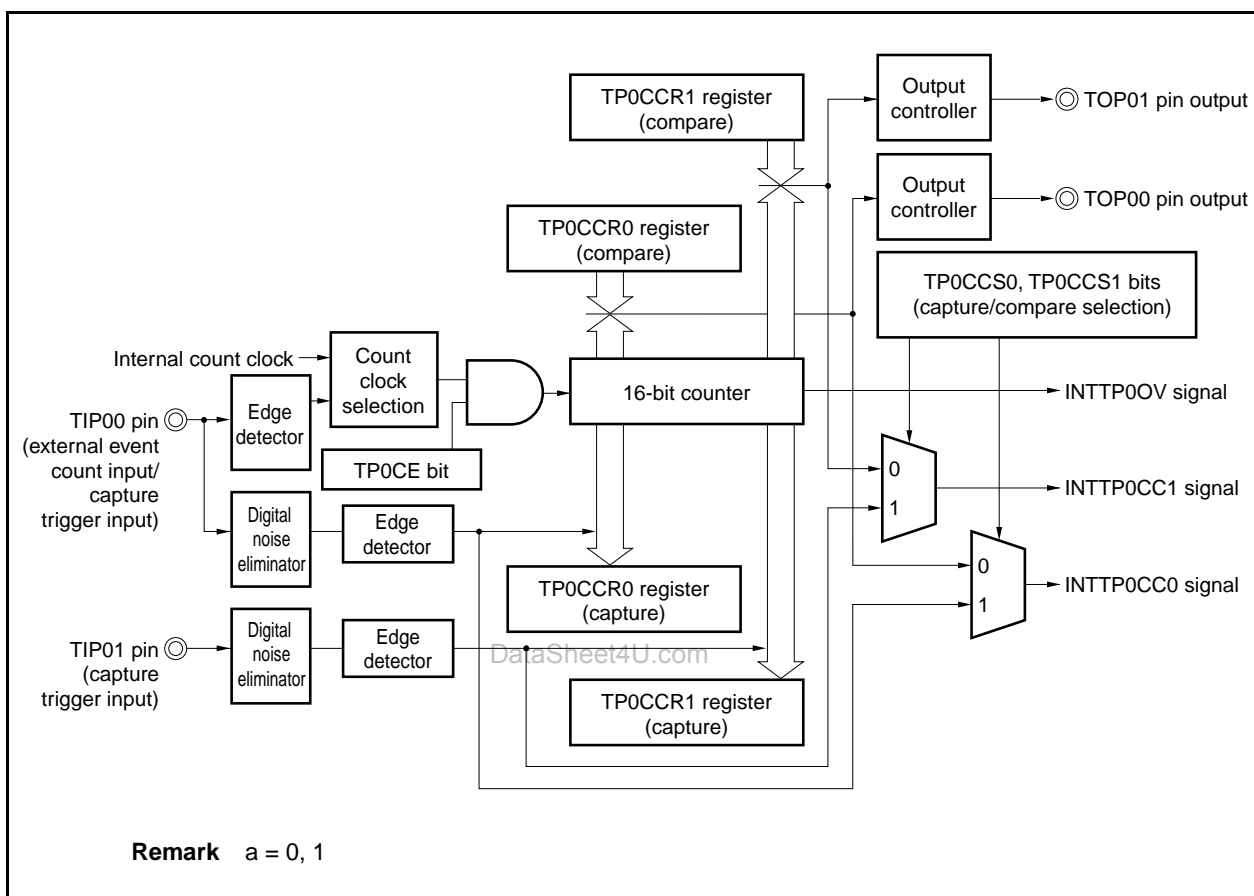 TP0CCR1 register
(compare)
Output
controller
TOP01 pin output
Output
controller
TOP00 pin output
TP0CCR0 register
(compare)
TP0CCS0, TP0CCS1 bits
(capture/compare selection)
Internal count clock
Count
clock
selection
16-bit counter
INTTP0OV signal
TIP00 pin
(external event
count input/
capture
trigger input)
Edge
detector
TP0CE bit
0
1
INTTP0CC1 signal
Digital
noise
eliminator
Edge
detector
TP0CCR0 register
(capture)
0
1
INTTP0CC0 signal
TIP01 pin
(capture
trigger input)
Digital
noise
eliminator
Edge
detector
DataSheet4U.com
TP0CCR1 register
(capture)
Remark a = 0, 1